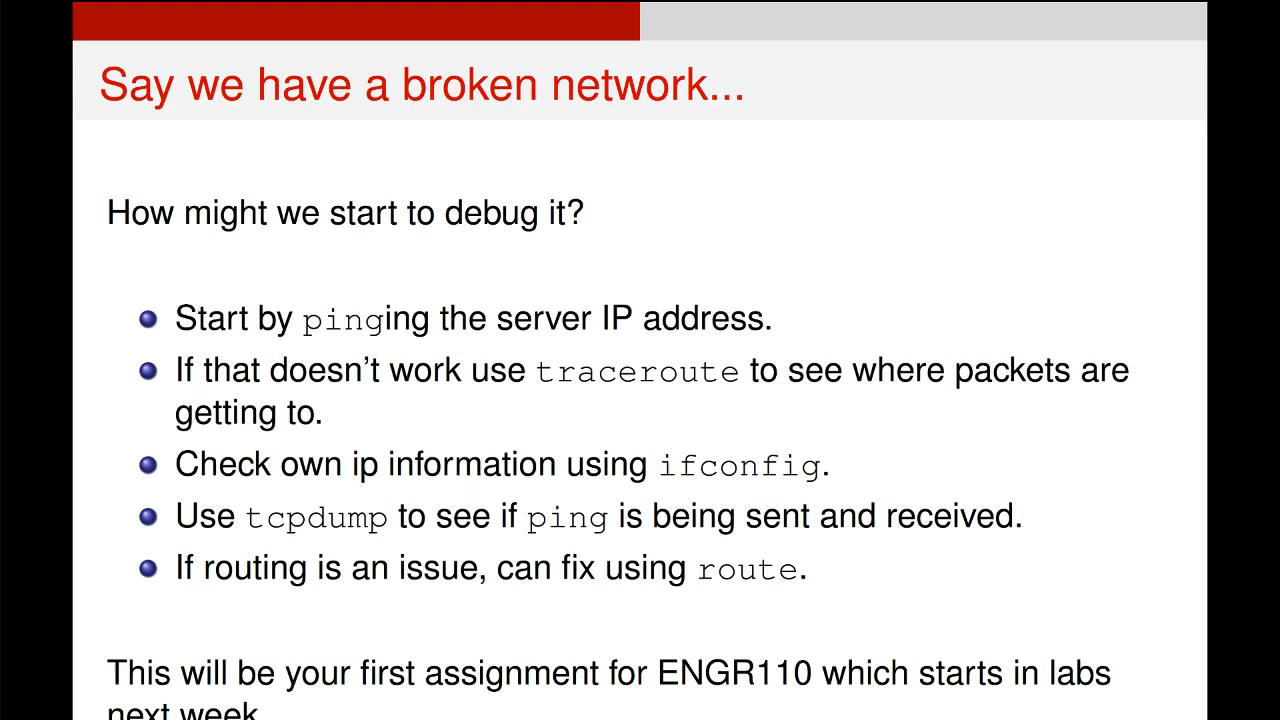 Say we have a broken network...
How might we start to debug it?
Start by pinging the server IP address.
If that doesn't work use traceroute to see where packets are
getting to.
Check own ip information using ifconfig.
Use tcpdump to see if ping is being sent and received.
If routing is an issue, can fix using route.
This will be your first assignment for ENGR110 which starts in labs
next week